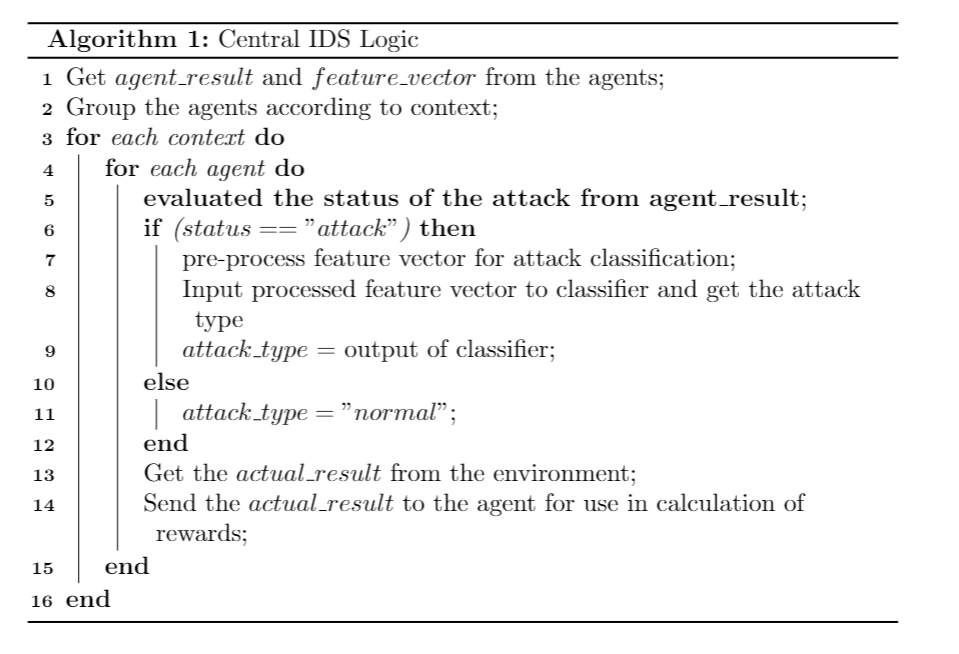 Algorithm 1: Central IDS Logic
1 Get agent_result and feature_vector from the agents;
2 Group the agents according to context;
3 for each context do
4 for each agent do
5 evaluated the status of the attack from agent_result;
6 if (status == ”attack”) then
7 pre-process feature vector for attack classification;
8 Input processed feature vector to classifier and get the attack
type
9 attack_type = output of classifier;
10 else
11 attack_type = ”normal”;
12 end
13 Get the actual_result from the environment;
14 Send the actual_result to the agent for use in calculation of
rewards;
15 end
16 end